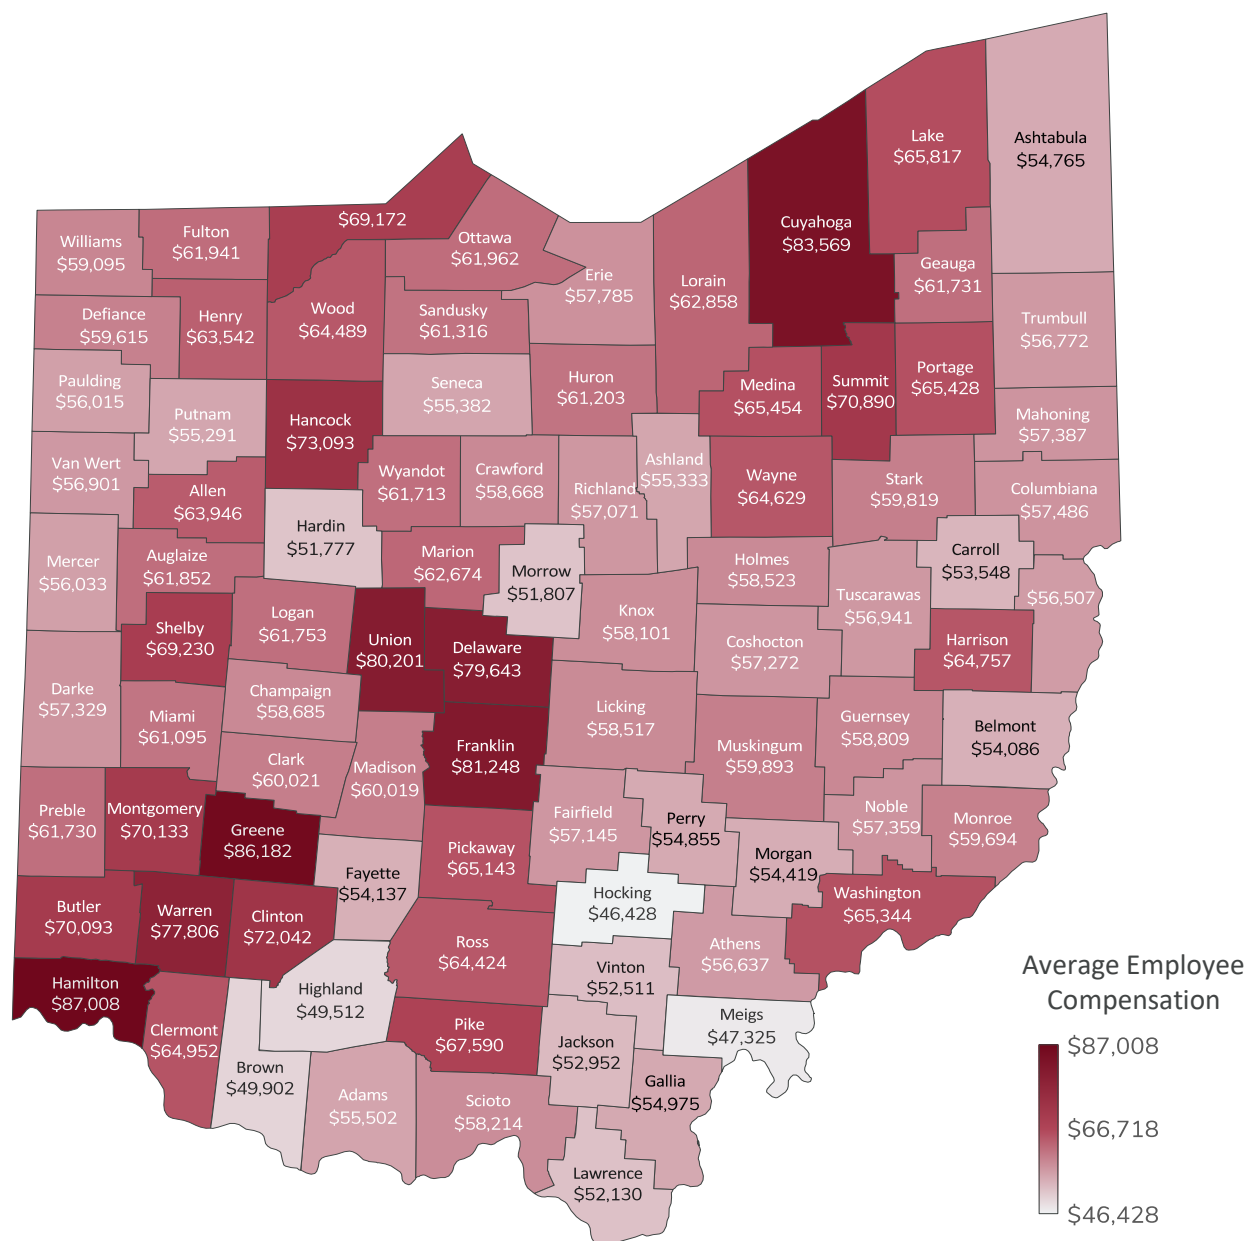 Lake
$65,817
Ashtabula
$54,765
Cuyahoga
$83,569
$69,172
Williams
$59,095
Fulton
$61,941
Ottawa
$61,962
Erie
$57,785
Lorain
$62,858
Geauga
$61,731
Defiance
$59,615
Henry
$63,542
Wood
$64,489
Sandusky
$61,316
Trumbull
$56,772
Paulding
$56,015
Putnam
$55,291
Hancock
$73,093
Seneca
$55,382
Huron
$61,203
Medina
$65,454
Summit
$70,890
Portage
$65,428
Mahoning
$57,387
Van Wert
$56,901
Allen
$63,946
Wyandot
$61,713
Crawford
$58,668
Richland
$57,071
Ashland
$55,333
Wayne
$64,629
Stark
$59,819
Columbiana
$57,486
Hardin
$51,777
Mercer
$56,033
Auglaize
$61,852
Marion
$62,674
Morrow
$51,807
Holmes
$58,523
Carroll
$53,548
Tuscarawas
$56,941
$56,507
Shelby
$69,230
Logan
$61,753
Union
$80,201
Delaware
$79,643
Knox
$58,101
Coshocton
$57,272
Harrison
$64,757
Darke
$57,329
Miami
$61,095
Champaign
$58,685
Licking
$58,517
Guernsey
$58,809
Belmont
$54,086
Clark
$60,021
Madison
$60,019
Franklin
$81,248
Muskingum
$59,893
Preble
$61,730
Montgomery
$70,133
Greene
$86,182
Fairfield
$57,145
Perry
$54,855
Noble
$57,359
Monroe
$59,694
Pickaway
$65,143
Morgan
$54,419
Fayette
$54,137
Hocking
$46,428
Washington
$65,344
Butler
$70,093
Warren
$77,806
Clinton
$72,042
Ross
$64,424
Athens
$56,637
Vinton
$52,511
Hamilton
$87,008
Highland
$49,512
Clermont
$64,952
Pike
$67,590
Jackson
$52,952
Meigs
$47,325
Brown
$49,902
Adams
$55,502
Scioto
$58,214
Gallia
$54,975
Lawrence
$52,130
Average Employee
Compensation
$87,008
$66,718
$46,428